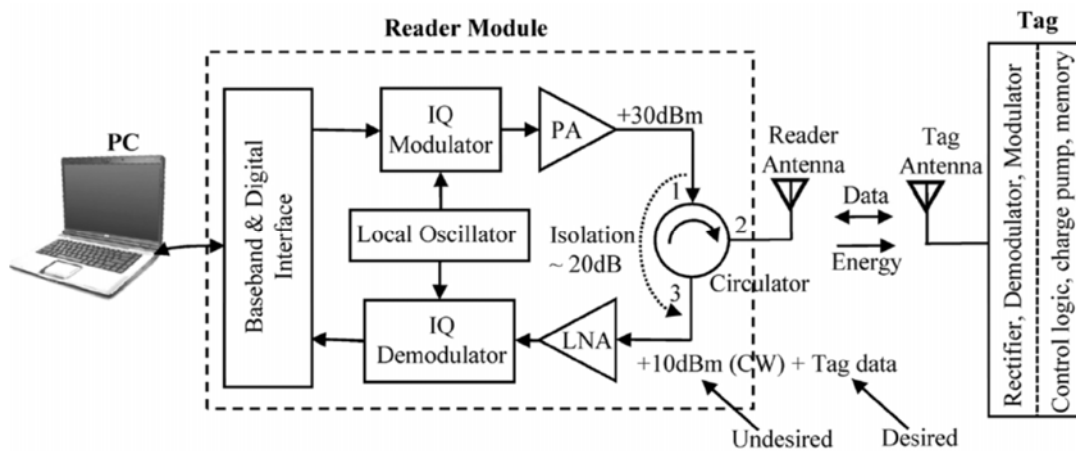 Reader Module
Tag
PC
Baseband & Digital
Interface
IQ
Modulator
PA
+30dBm
Local Oscillator
IQ
Demodulator
LNA
Isolation
~ 20dB
1
2
3
Circulator
+10dBm (CW) + Tag data
Undesired
Desired
Reader
Antenna
Data
Energy
Tag
Antenna
Rectifier, Demodulator, Modulator
Control logic, charge pump, memory